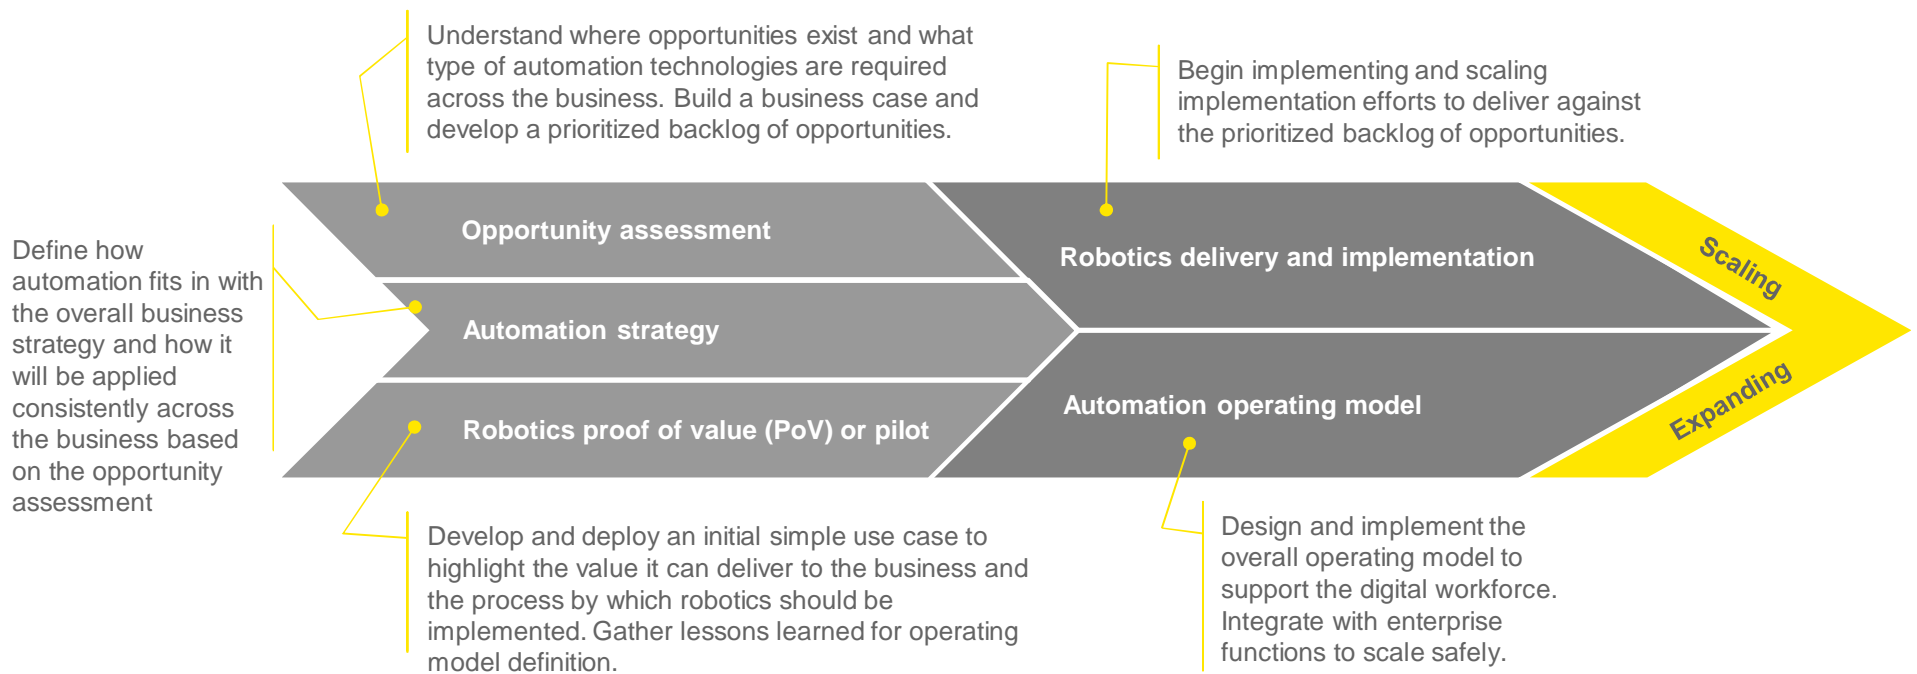 Understand where opportunities exist and what
type of automation technologies are required
across the business. Build a business case and
develop a prioritized backlog of opportunities.
Begin implementing and scaling
implementation efforts to deliver against
the prioritized backlog of opportunities.
Define how
automation fits in with
the overall business
strategy and how it
will be applied
consistently across
the business based
on the opportunity
assessment
Opportunity assessment
Automation strategy
Robotics proof of value (PoV) or pilot
Robotics delivery and implementation
Automation operating model
Scaling
Expanding
Develop and deploy an initial simple use case to
highlight the value it can deliver to the business and
the process by which robotics should be
implemented. Gather lessons learned for operating
model definition.
Design and implement the
overall operating model to
support the digital workforce.
Integrate with enterprise
functions to scale safely.